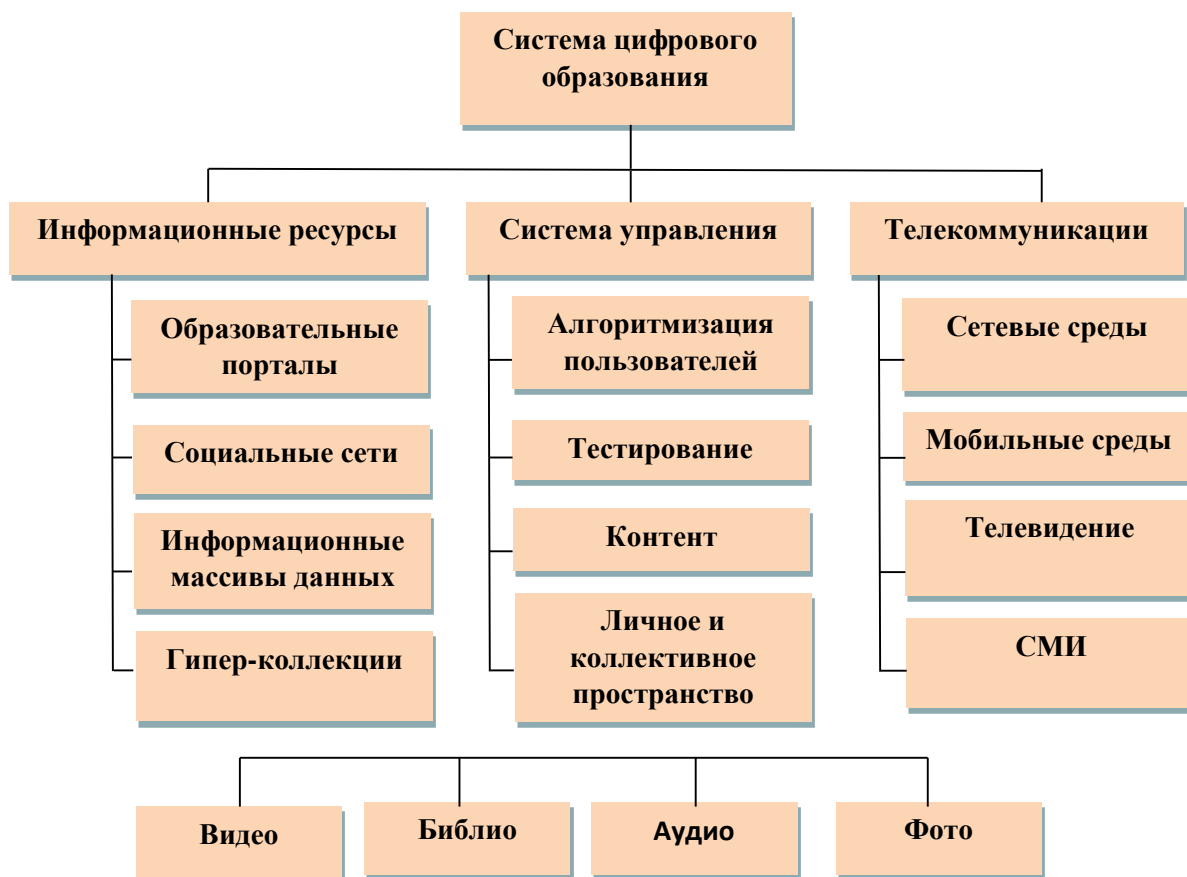 Система цифрового
образования
Информационные ресурсы
Система управления
Телекоммуникации
Образовательные
порталы
Социальные сети
Информационные
массивы данных
Гипер-коллекции
Алгоритмизация
пользователей
Тестирование
Контент
Личное и
коллективное
пространство
Сетевые среды
Мобильные среды
Телевидение
СМИ
Видео
Библио
Аудио
Фото